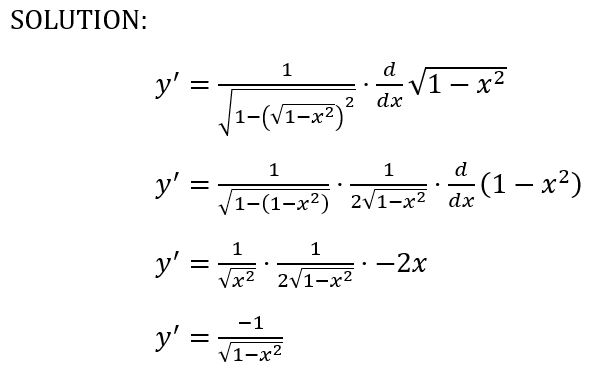 SOLUTION:
y′ = 1/√(1−(√(1−x²))²) · d/dx √(1 − x²)
y′ = 1/√(1−(1−x²)) · 1/(2√(1−x²)) · d/dx (1 − x²)
y′ = 1/√(x²) · 1/(2√(1−x²)) · −2x
y′ = −1/√(1−x²)